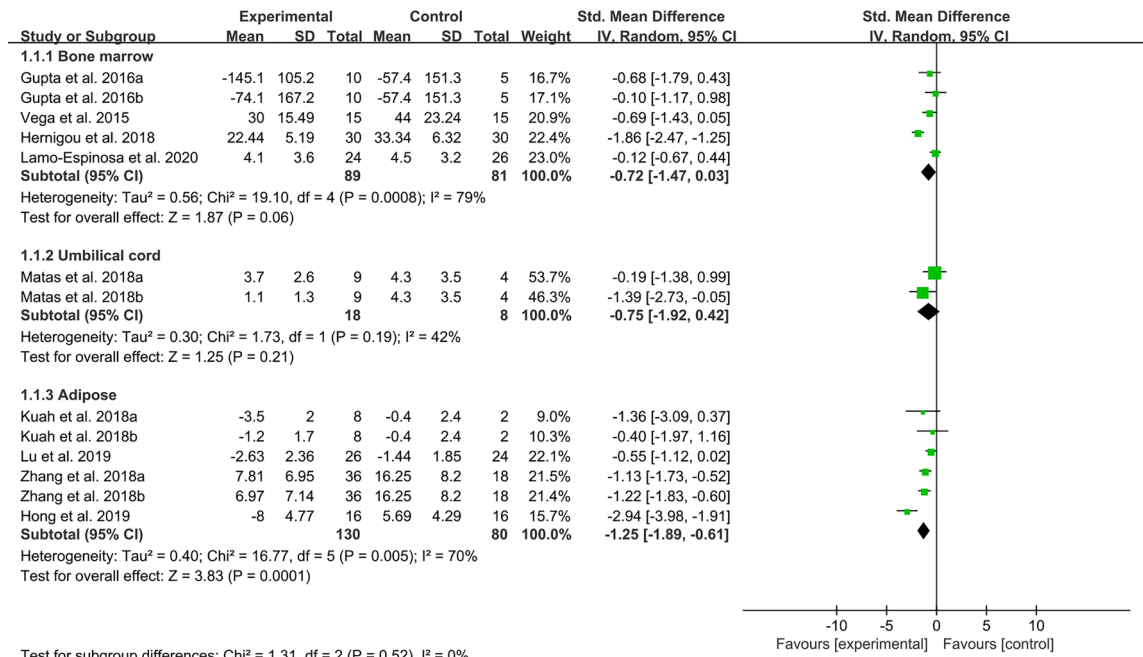 Experimental Control Std. Mean Difference Std. Mean Difference
Study or Subgroup Mean SD Total Mean SD Total Weight IV, Random, 95% CI IV, Random, 95% CI
1.1.1 Bone marrow
Gupta et al. 2016a -145.1 105.2 10 -57.4 151.3 5 16.7% -0.68 [-1.79, 0.43]
Gupta et al. 2016b -74.1 167.2 10 -57.4 151.3 5 17.1% -0.10 [-1.17, 0.98]
Vega et al. 2015 30 15.49 15 44 23.24 15 20.9% -0.69 [-1.43, 0.05]
Hernigou et al. 2018 22.44 5.19 30 33.34 6.32 30 22.4% -1.86 [-2.47, -1.25]
Lamo-Espinosa et al. 2020 4.1 3.6 24 4.5 3.2 26 23.0% -0.12 [-0.67, 0.44]
Subtotal (95% CI) 89 81 100.0% -0.72 [-1.47, 0.03]
Heterogeneity: Tau² = 0.56; Chi² = 19.10, df = 4 (P = 0.0008); I² = 79%
Test for overall effect: Z = 1.87 (P = 0.06)
1.1.2 Umbilical cord
Matas et al. 2018a 3.7 2.6 9 4.3 3.5 4 53.7% -0.19 [-1.38, 0.99]
Matas et al. 2018b 1.1 1.3 9 4.3 3.5 4 46.3% -1.39 [-2.73, -0.05]
Subtotal (95% CI) 18 8 100.0% -0.75 [-1.92, 0.42]
Heterogeneity: Tau² = 0.30; Chi² = 1.73, df = 1 (P = 0.19); I² = 42%
Test for overall effect: Z = 1.25 (P = 0.21)
1.1.3 Adipose
Kuah et al. 2018a -3.5 2 8 -0.4 2.4 2 9.0% -1.36 [-3.09, 0.37]
Kuah et al. 2018b -1.2 1.7 8 -0.4 2.4 2 10.3% -0.40 [-1.97, 1.16]
Lu et al. 2019 -2.63 2.36 26 -1.44 1.85 24 22.1% -0.55 [-1.12, 0.02]
Zhang et al. 2018a 7.81 6.95 36 16.25 8.2 18 21.5% -1.13 [-1.73, -0.52]
Zhang et al. 2018b 6.97 7.14 36 16.25 8.2 18 21.4% -1.22 [-1.83, -0.60]
Hong et al. 2019 -8 4.77 16 5.69 4.29 16 15.7% -2.94 [-3.98, -1.91]
Subtotal (95% CI) 130 80 100.0% -1.25 [-1.89, -0.61]
Heterogeneity: Tau² = 0.40; Chi² = 16.77, df = 5 (P = 0.005); I² = 70%
Test for overall effect: Z = 3.83 (P = 0.0001)
-10 -5 0 5 10
Favours [experimental] Favours [control]
Test for subgroup differences: Chi² = 1.31, df = 2 (P = 0.52), I² = 0%